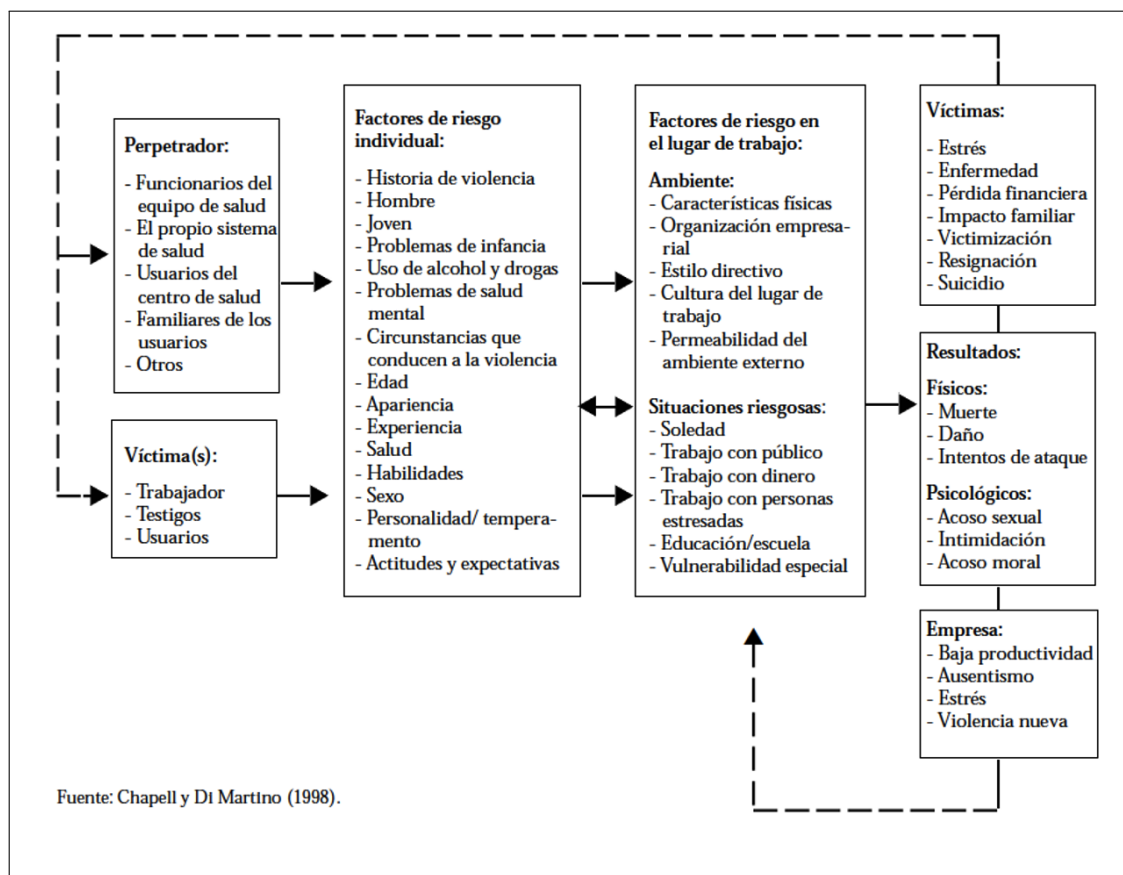 Perpetrador:
- Funcionarios del
equipo de salud
- El propio sistema
de salud
- Usuarios del
centro de salud
- Familiares de los
usuarios
- Otros
Víctima(s):
- Trabajador
- Testigos
- Usuarios
Factores de riesgo
individual:
- Historia de violencia
- Hombre
- Joven
- Problemas de infancia
- Uso de alcohol y drogas
- Problemas de salud
mental
- Circunstancias que
conducen a la violencia
- Edad
- Apariencia
- Experiencia
- Salud
- Habilidades
- Sexo
- Personalidad/ tempera-
mento
- Actitudes y expectativas
Factores de riesgo en
el lugar de trabajo:
Ambiente:
- Características físicas
- Organización empresa-
rial
- Estilo directivo
- Cultura del lugar de
trabajo
- Permeabilidad del
ambiente externo
Situaciones riesgosas:
- Soledad
- Trabajo con público
- Trabajo con dinero
- Trabajo con personas
estresadas
- Educación/escuela
- Vulnerabilidad especial
Víctimas:
- Estrés
- Enfermedad
- Pérdida financiera
- Impacto familiar
- Victimización
- Resignación
- Suicidio
Resultados:
Físicos:
- Muerte
- Daño
- Intentos de ataque
Psicológicos:
- Acoso sexual
- Intimidación
- Acoso moral
Empresa:
- Baja productividad
- Ausentismo
- Estrés
- Violencia nueva
Fuente: Chapell y Di Martino (1998).